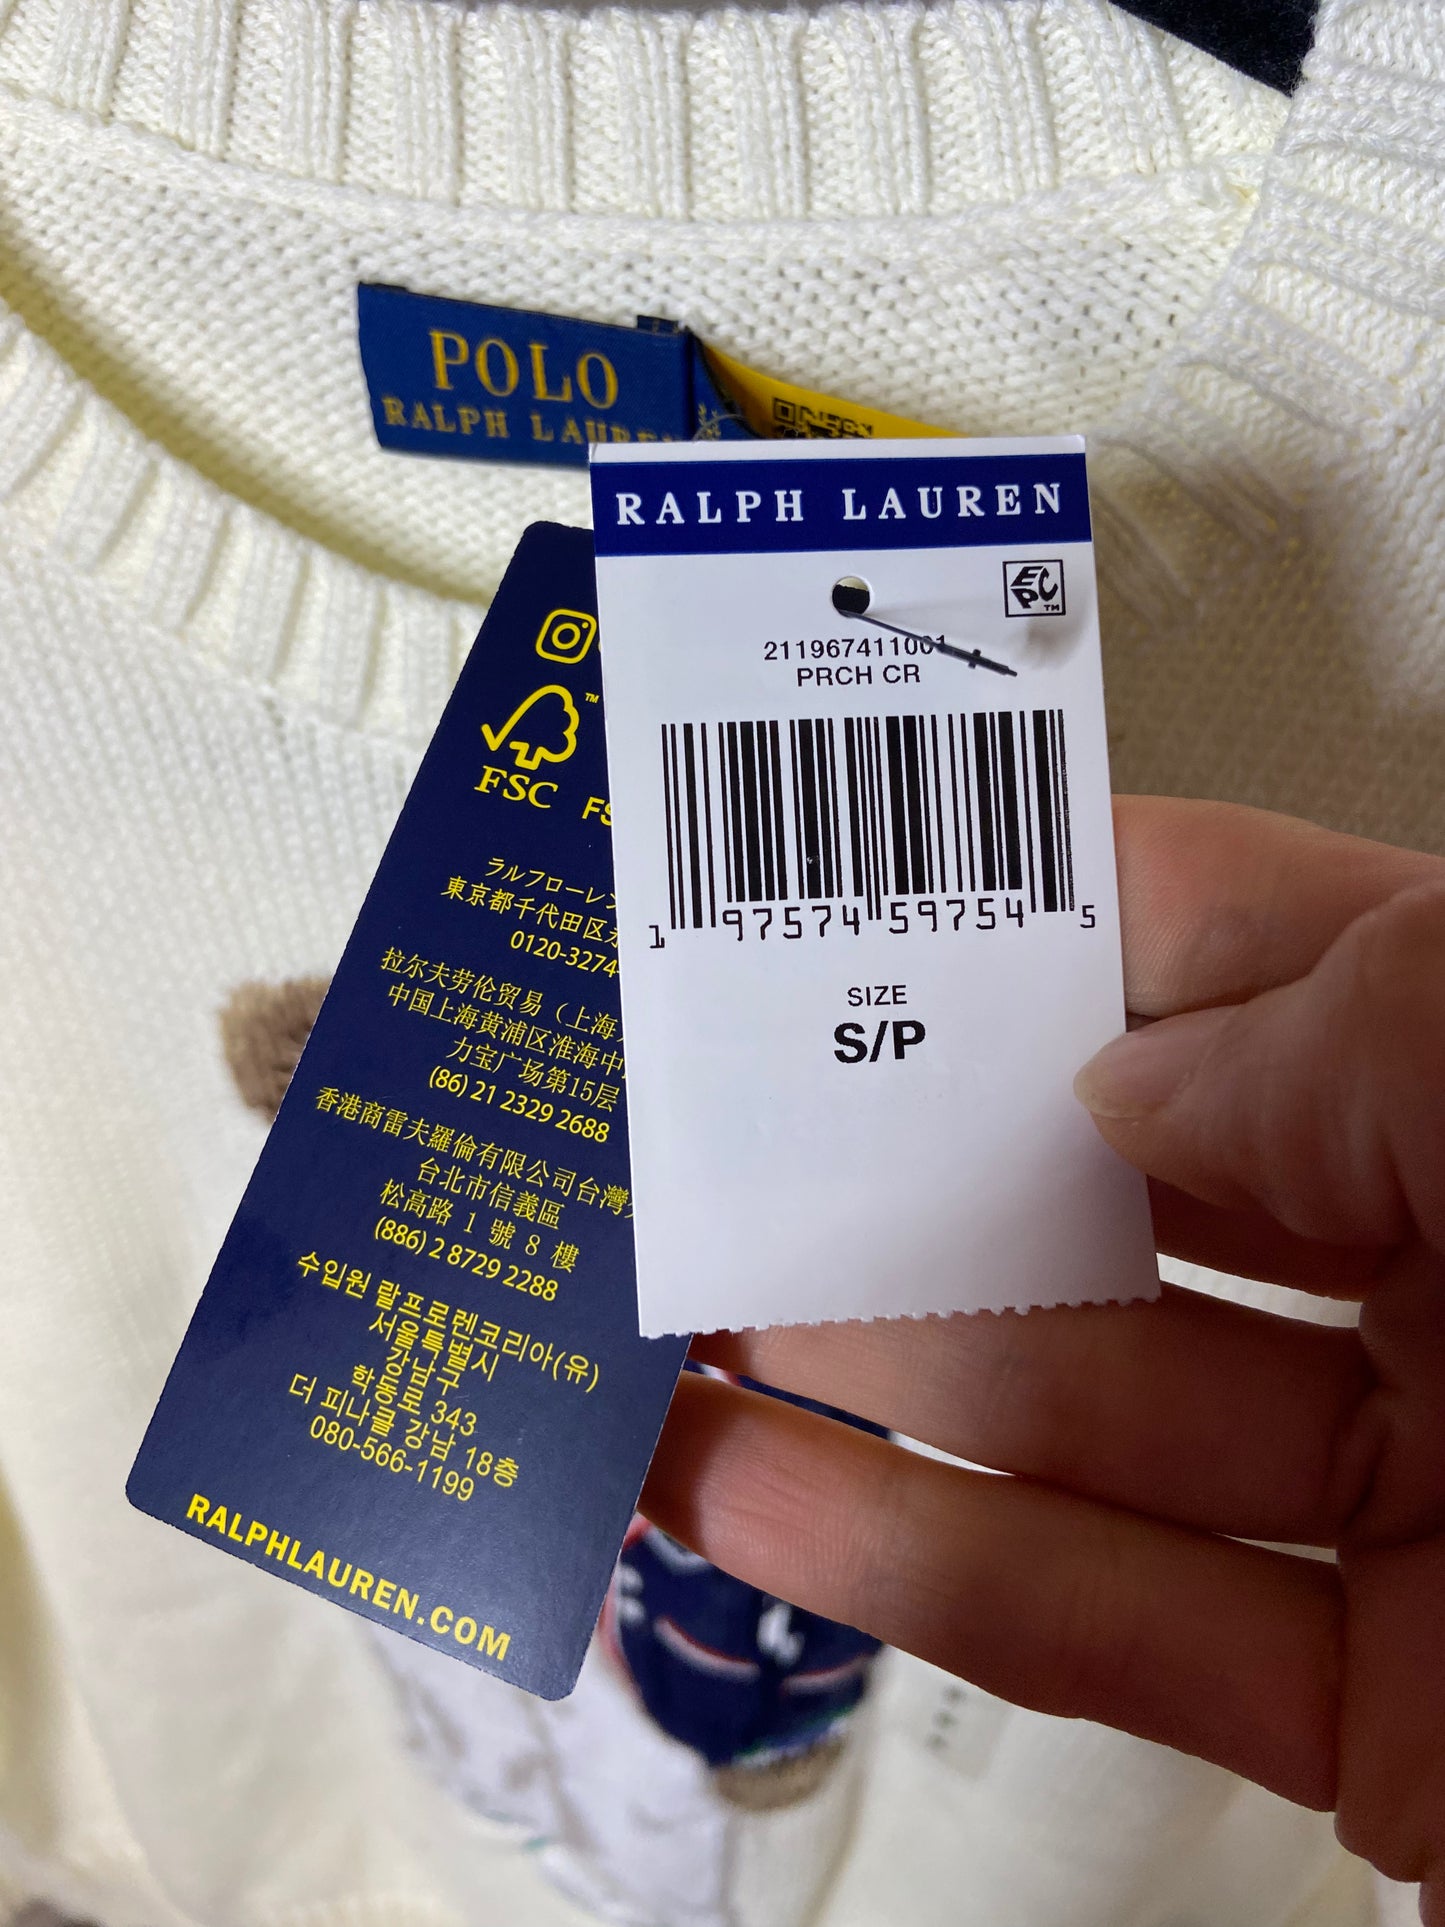 POLO
RALPH LAUREN
RALPH LAUREN
EPC™
211967411001
PRCH CR
1 97574 59754 5
SIZE
S/P
™
FSC
ラルフローレン
東京都千代田区永
0120-3274-
拉尔夫劳伦贸易（上海
中国上海黄浦区淮海中
力宝广场第15层
(86) 21 2329 2688
香港商雷夫羅倫有限公司台灣
台北市信義區
松高路 1 號 8 樓
(886) 2 8729 2288
수입원 랄프로렌코리아(유)
서울특별시
강남구
학동로 343
더 피나클 강남 18층
080-566-1199
RALPHLAUREN.COM